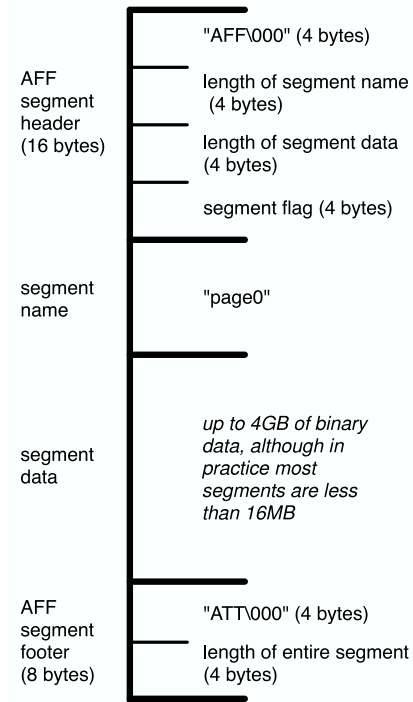 AFF
segment
header
(16 bytes)
"AFF\000" (4 bytes)
length of segment name
(4 bytes)
length of segment data
(4 bytes)
segment flag (4 bytes)
segment
name
"page0"
segment
data
up to 4GB of binary
data, although in
practice most
segments are less
than 16MB
AFF
segment
footer
(8 bytes)
"ATT\000" (4 bytes)
length of entire segment
(4 bytes)